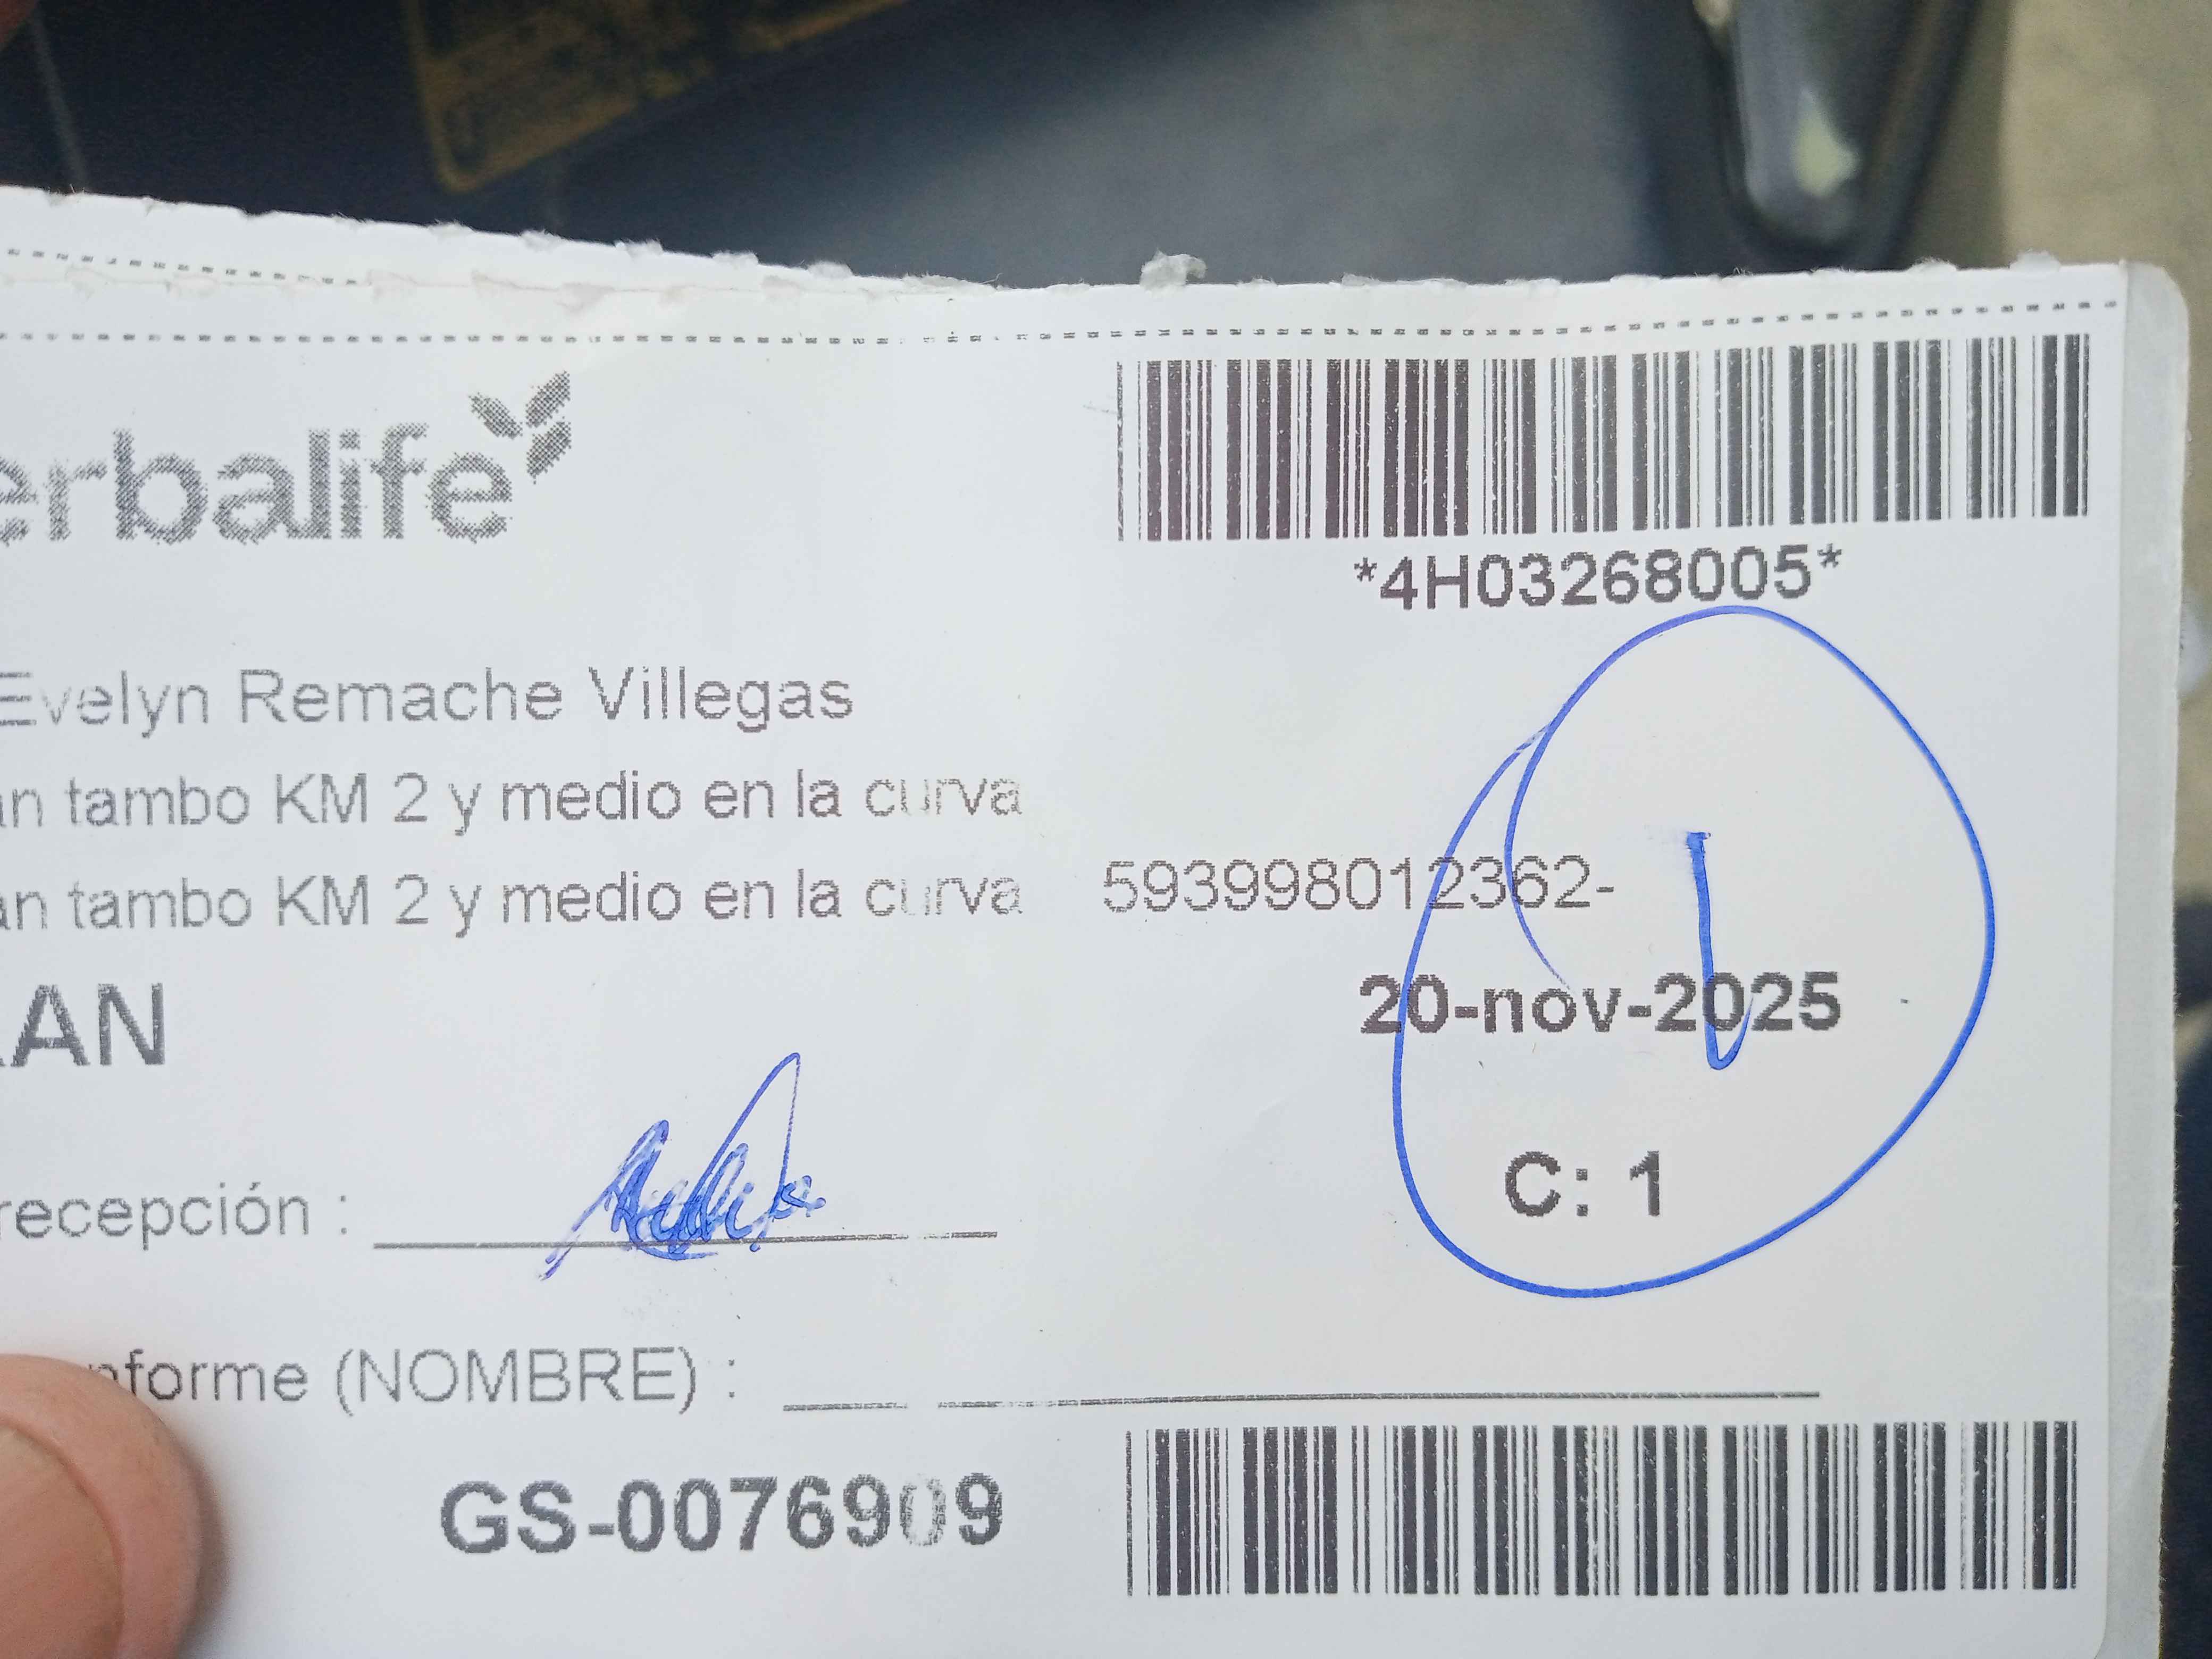 erbalife
*4H03268005*
Evelyn Remache Villegas
an tambo KM 2 y medio en la curva
an tambo KM 2 y medio en la curva 593998012362-
AN
20-nov-2025
1
C: 1
recepción :
nforme (NOMBRE) :
GS-0076909